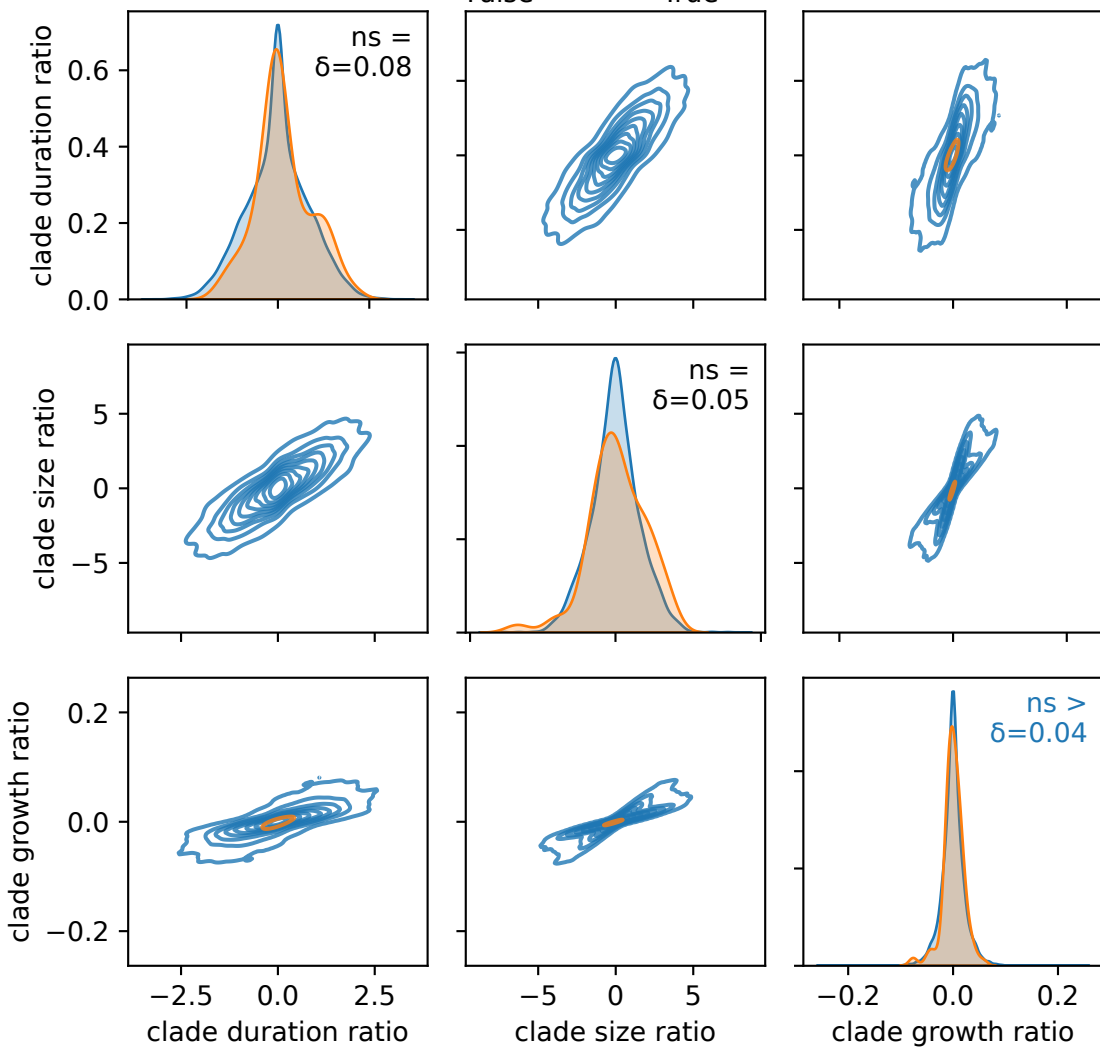 clade duration ratio
0.6
0.4
0.2
0.0
ns =
δ=0.08
clade size ratio
5
0
−5
ns =
δ=0.05
clade growth ratio
0.2
0.0
−0.2
ns >
δ=0.04
−2.5 0.0 2.5
−5 0 5
−0.2 0.0 0.2
clade duration ratio
clade size ratio
clade growth ratio